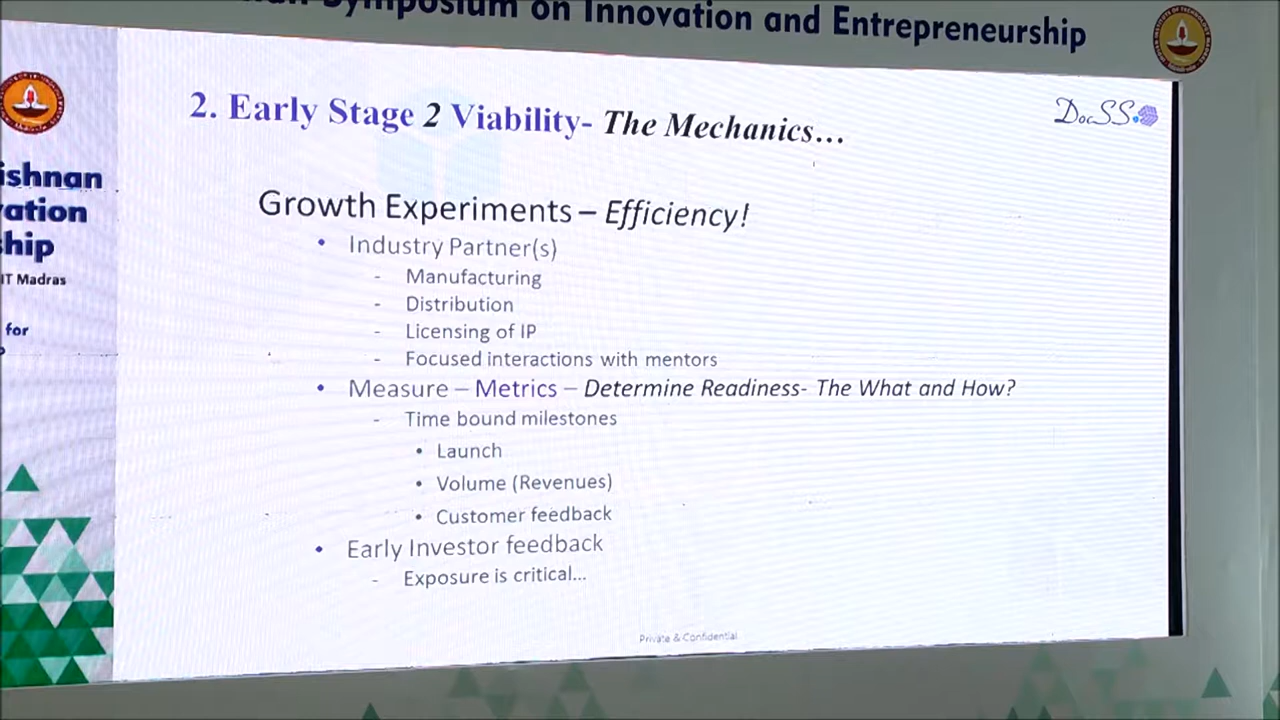 Symposium on Innovation and Entrepreneurship
ishnan
ation
hip
IT Madras
for
2. Early Stage 2 Viability- The Mechanics...
DocSS
Growth Experiments – Efficiency!
• Industry Partner(s)
- Manufacturing
- Distribution
- Licensing of IP
- Focused interactions with mentors
• Measure – Metrics – Determine Readiness- The What and How?
- Time bound milestones
• Launch
• Volume (Revenues)
• Customer feedback
• Early Investor feedback
- Exposure is critical...
Private & Confidential